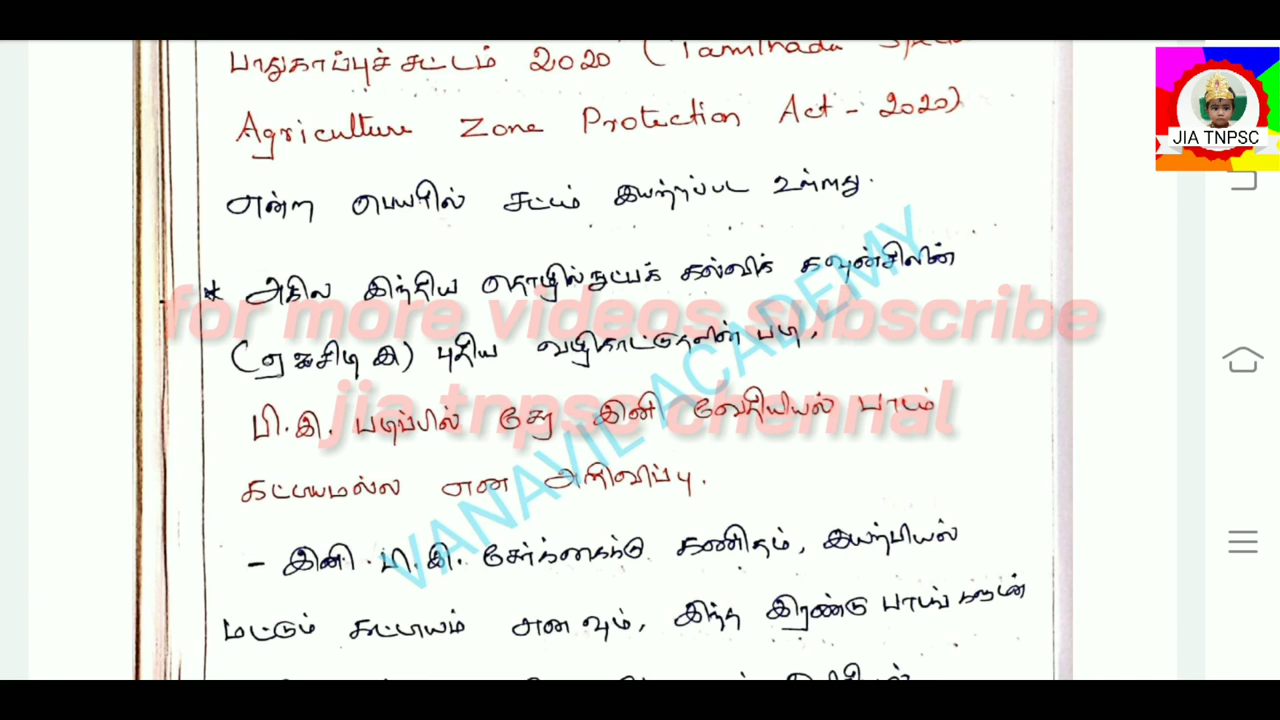 பாதுகாப்புச் சட்டம் 2020 (Tamilnadu
Agriculture Zone Protection Act - 2020)
என்ற பெயரில் சட்டம் இயற்றப்பட உள்ளது.
* அகில இந்திய தொழில்நுட்பக் கல்விக் கவுன்சிலின்
(ஏஐசிடிஇ) புதிய வழிகாட்டுதலின் படி,
பி.இ. படிப்பில் சேர இனி வேதியியல் பாடம்
கட்டாயமல்ல என அறிவிப்பு.
- இனி பி.இ. சேர்க்கைக்கு கணிதம், இயற்பியல்
மட்டும் கட்டாயம் எனவும், இந்த இரண்டு பாடங்களுடன்
for more videos subscribe
jia tnpsc chennal
VANAVIL ACADEMY
JIA TNPSC